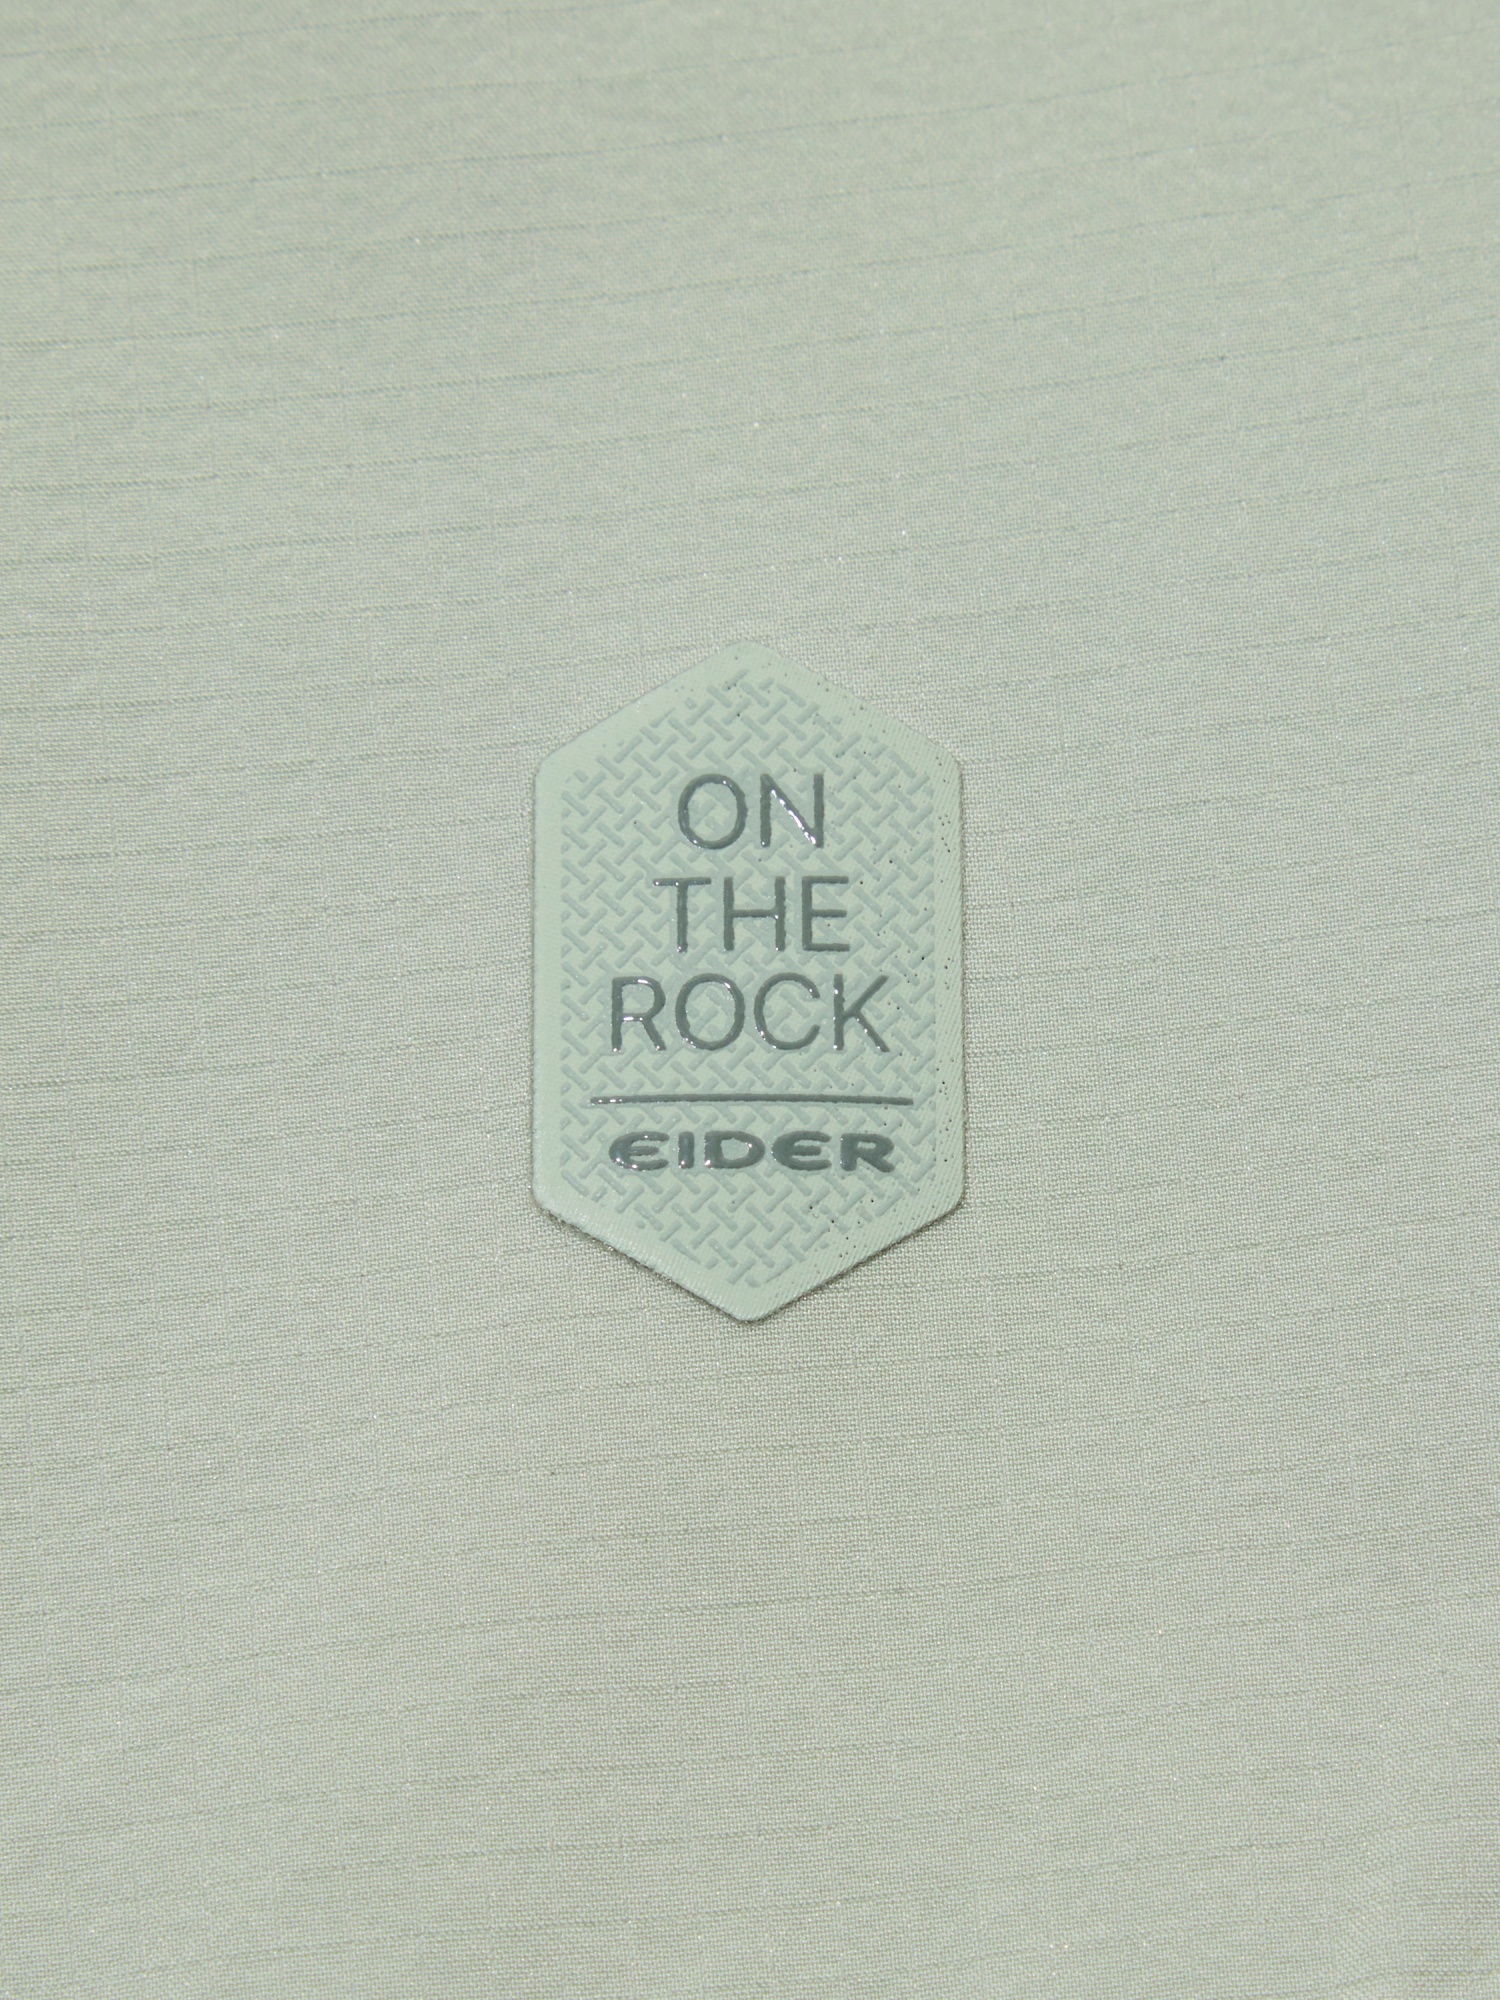 ON
THE
ROCK
EIDER